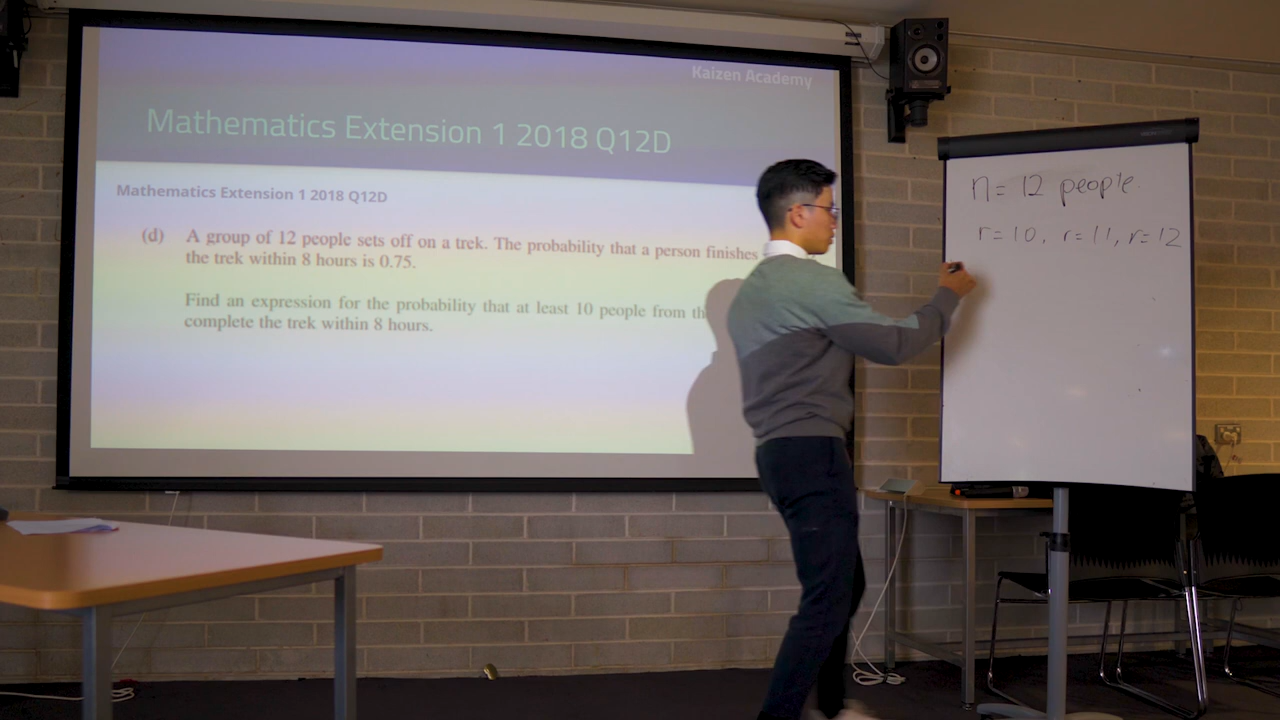 Kaizen Academy
Mathematics Extension 1 2018 Q12D
Mathematics Extension 1 2018 Q12D
(d) A group of 12 people sets off on a trek. The probability that a person finishes
the trek within 8 hours is 0.75.
Find an expression for the probability that at least 10 people from
complete the trek within 8 hours.
n = 12 people.
r = 10, r = 11, r = 12